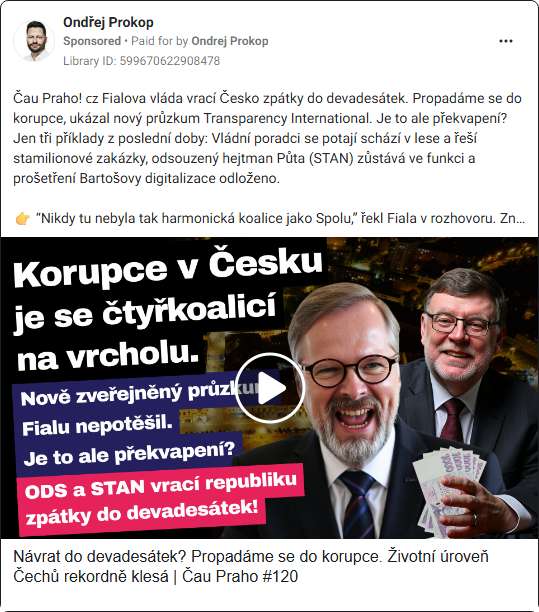 Ondřej Prokop
Sponsored • Paid for by Ondrej Prokop
Library ID: 599670622908478
Čau Praho! cz Fialova vláda vrací Česko zpátky do devadesátek. Propadáme se do
korupce, ukázal nový průzkum Transparency International. Je to ale překvapení?
Jen tři příklady z poslední doby: Vládní poradci se potají schází v lese a řeší
stamilionové zakázky, odsouzený hejtman Půta (STAN) zůstává ve funkci a
prošetření Bartošovy digitalizace odloženo.
👉 “Nikdy tu nebyla tak harmonická koalice jako Spolu,” řekl Fiala v rozhovoru. Zn…
Korupce v Česku
je se čtyřkoalicí
na vrcholu.
Nově zveřejněný průzku
Fialu nepotěšil.
Je to ale překvapení?
ODS a STAN vrací republiku
zpátky do devadesátek!
Návrat do devadesátek? Propadáme se do korupce. Životní úroveň
Čechů rekordně klesá | Čau Praho #120